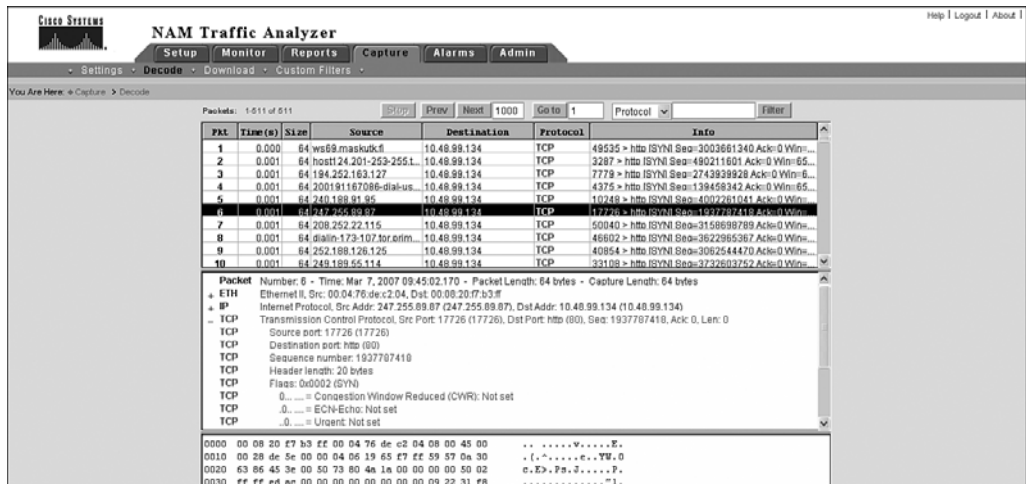 Help | Logout | About |
CISCO SYSTEMS
NAM Traffic Analyzer
Setup Monitor Reports Capture Alarms Admin
Settings Decode Download Custom Filters
You Are Here: Capture > Decode
Packets: 1-511 of 511 Stop Prev Next 1000 Go to 1 Protocol Filter
Pkt Time(s) Size Source Destination Protocol Info
1 0.000 64 ws69.maskutk.fi 10.48.99.134 TCP 49535 > http [SYN] Seq=3003661340 Ack=0 Win=...
2 0.001 64 host124.201-253-255.t... 10.48.99.134 TCP 3287 > http [SYN] Seq=490211601 Ack=0 Win=65...
3 0.001 64 194.252.163.127 10.48.99.134 TCP 7779 > http [SYN] Seq=2743939928 Ack=0 Win=6...
4 0.001 64 200191167086-dial-us... 10.48.99.134 TCP 4375 > http [SYN] Seq=139458342 Ack=0 Win=65...
5 0.001 64 240.188.91.95 10.48.99.134 TCP 10248 > http [SYN] Seq=4002261041 Ack=0 Win=...
6 0.001 64 247.255.89.87 10.48.99.134 TCP 17726 > http [SYN] Seq=1937787418 Ack=0 Win=...
7 0.001 64 208.252.22.115 10.48.99.134 TCP 50040 > http [SYN] Seq=3158698789 Ack=0 Win=...
8 0.001 64 dialin-173-107.tor.prim... 10.48.99.134 TCP 46602 > http [SYN] Seq=3622965367 Ack=0 Win=...
9 0.001 64 252.188.126.125 10.48.99.134 TCP 40854 > http [SYN] Seq=3062544470 Ack=0 Win=...
10 0.001 64 249.189.55.114 10.48.99.134 TCP 33108 > http [SYN] Seq=3732603752 Ack=0 Win=...
Packet Number: 6 - Time: Mar 7, 2007 09:45:02.170 - Packet Length: 64 bytes - Capture Length: 64 bytes
+ ETH Ethernet II, Src: 00:04:76:de:c2:04, Dst: 00:08:20:f7:b3:ff
+ IP Internet Protocol, Src Addr: 247.255.89.87 (247.255.89.87), Dst Addr: 10.48.99.134 (10.48.99.134)
- TCP Transmission Control Protocol, Src Port: 17726 (17726), Dst Port: http (80), Seq: 1937787418, Ack: 0, Len: 0
TCP Source port: 17726 (17726)
TCP Destination port: http (80)
TCP Sequence number: 1937787418
TCP Header length: 20 bytes
TCP Flags: 0x0002 (SYN)
TCP 0... .... = Congestion Window Reduced (CWR): Not set
TCP .0.. .... = ECN-Echo: Not set
TCP ..0. .... = Urgent: Not set
0000 00 08 20 f7 b3 ff 00 04 76 de c2 04 08 00 45 00 .. .....v.....E.
0010 00 28 de 5e 00 00 04 06 19 65 f7 ff 59 57 0a 30 .(.^.....e..YW.0
0020 63 86 45 3e 00 50 73 80 4a 1a 00 00 00 00 50 02 c.E>.Ps.J.....P.
0030 ff ff ed ac 00 00 00 00 00 00 00 00 09 22 31 f8 ............."1.